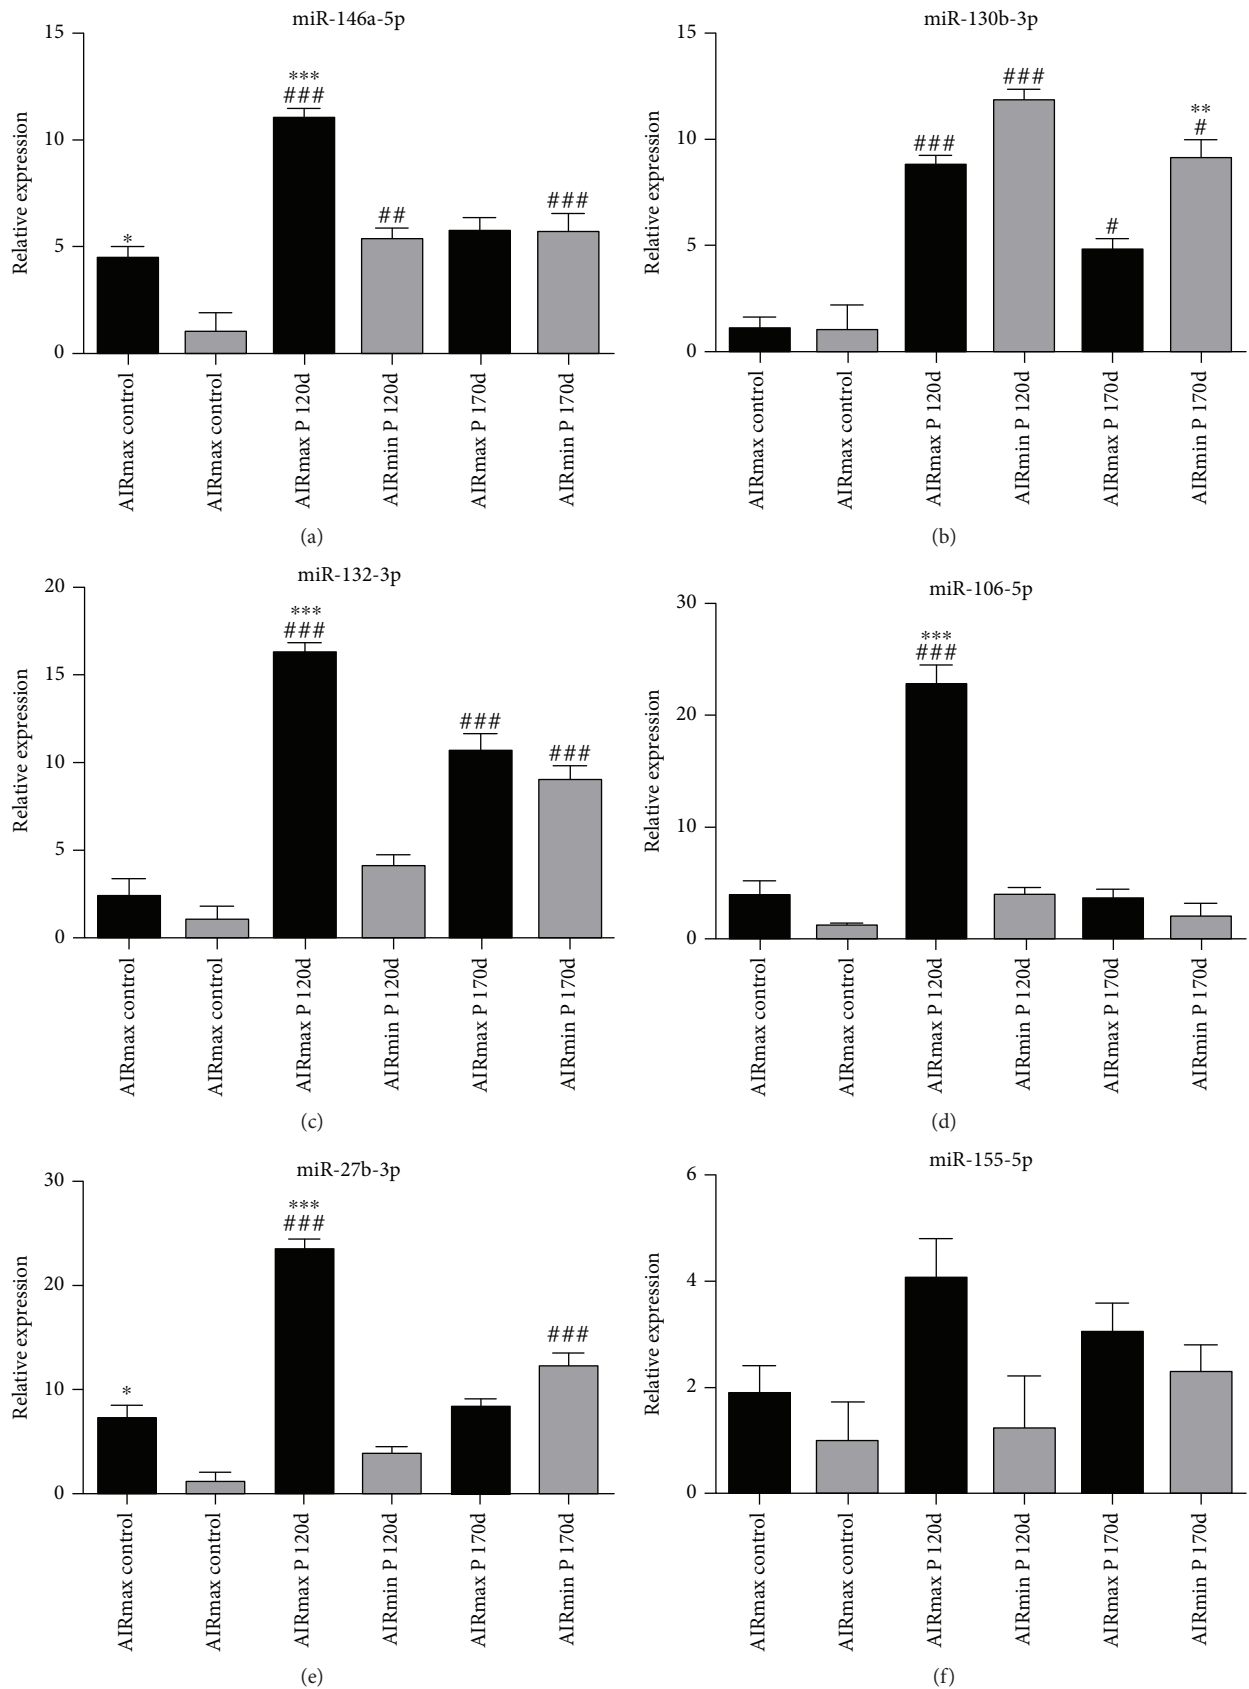 miR-146a-5p
Relative expression
15
10
5
0
*
***
###
##
###
AIRmax control
AIRmax control
AIRmax P 120d
AIRmin P 120d
AIRmax P 170d
AIRmin P 170d
(a)
miR-130b-3p
Relative expression
15
10
5
0
###
###
#
**
#
AIRmax control
AIRmax control
AIRmax P 120d
AIRmin P 120d
AIRmax P 170d
AIRmin P 170d
(b)
miR-132-3p
Relative expression
20
15
10
5
0
***
###
###
###
AIRmax control
AIRmax control
AIRmax P 120d
AIRmin P 120d
AIRmax P 170d
AIRmin P 170d
(c)
miR-106-5p
Relative expression
30
20
10
0
***
###
AIRmax control
AIRmax control
AIRmax P 120d
AIRmin P 120d
AIRmax P 170d
AIRmin P 170d
(d)
miR-27b-3p
Relative expression
30
20
10
0
*
***
###
###
AIRmax control
AIRmax control
AIRmax P 120d
AIRmin P 120d
AIRmax P 170d
AIRmin P 170d
(e)
miR-155-5p
Relative expression
6
4
2
0
AIRmax control
AIRmax control
AIRmax P 120d
AIRmin P 120d
AIRmax P 170d
AIRmin P 170d
(f)